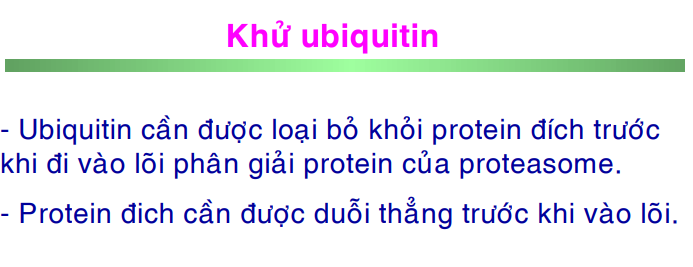 Khử ubiquitin
- Ubiquitin cần được loại bỏ khỏi protein đích trước
khi đi vào lõi phân giải protein của proteasome.
- Protein đich cần được duỗi thẳng trước khi vào lõi.